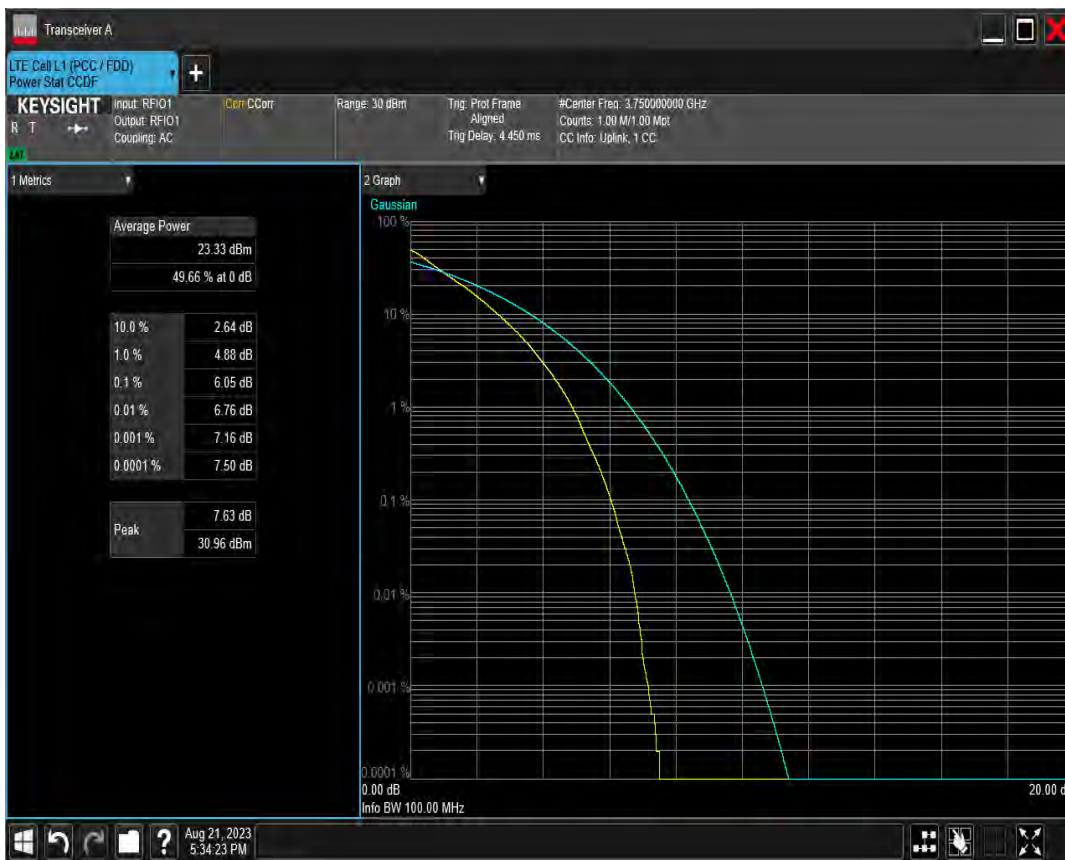 Transceiver A
LTE Cell L1 (PCC / FDD)
Power Stat CCDF
+
KEYSIGHT
R T
LNI
Input: RFIO1
Output: RFIO1
Coupling: AC
Corr CCorr
Range: 30 dBm
Trig: Prot Frame
Aligned
Trig Delay: 4.450 ms
#Center Freq: 3.750000000 GHz
Counts: 1.00 M/1.00 Mpt
CC Info: Uplink, 1 CC
1 Metrics
Average Power
23.33 dBm
49.66 % at 0 dB
10.0 % 2.64 dB
1.0 % 4.88 dB
0.1 % 6.05 dB
0.01 % 6.76 dB
0.001 % 7.16 dB
0.0001 % 7.50 dB
Peak
7.63 dB
30.96 dBm
2 Graph
Gaussian
100 %
10 %
1 %
0.1 %
0.01 %
0.001 %
0.0001 %
0.00 dB 20.00 d
Info BW 100.00 MHz
?
Aug 21, 2023
5:34:23 PM